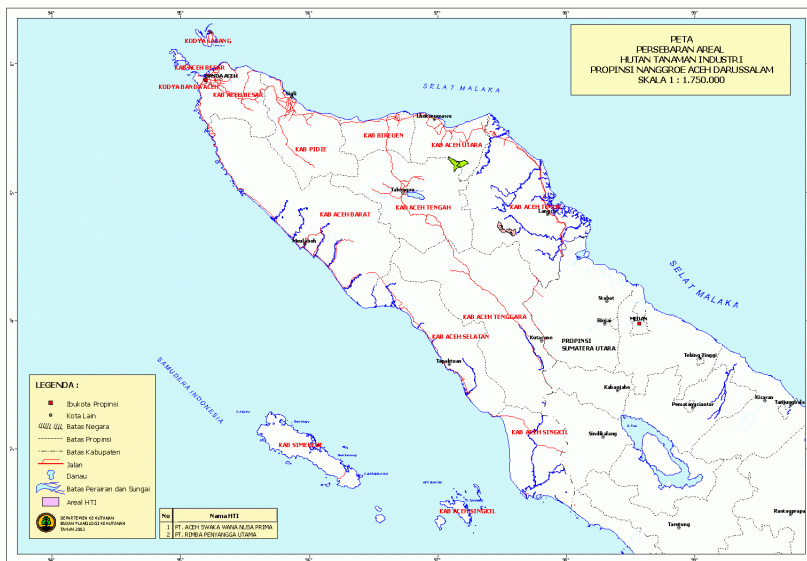 PETA
PERSEBARAN AREAL
HUTAN TANAMAN INDUSTRI
PROPINSI NANGGROE ACEH DARUSSALAM
SKALA 1 : 1.750.000
KODYA SABANG
KAB ACEH BESAR
BANDA ACEH
KODYA BANDA ACEH
KAB ACEH BESAR
Sigli
SELAT MALAKA
Lhokseumawe
KAB PIDIE
KAB BIREUEN
KAB ACEH UTARA
Takengon
KAB ACEH TENGAH
KAB ACEH BARAT
Meulaboh
KAB ACEH
Langsa
SELAT MALAKA
Stabat
Binjai
MEDAN
KAB ACEH TENGGARA
KAB ACEH SELATAN
Kutacane
PROPINSI
SUMATERA UTARA
Tebing Tinggi
Tapaktuan
Kabanjahe
Pematangsiantar
Kisaran
SAMUDERA INDONESIA
KAB ACEH SINGKIL
Sidikalang
KAB ACEH SINGKIL
Tarutung
LEGENDA :
Ibukota Propinsi
Kota Lain
Batas Negara
Batas Propinsi
Batas Kabupaten
Jalan
Danau
Batas Perairan dan Sungai
Areal HTI
DEPARTEMEN KEHUTANAN
BADAN PLANOLOGI KEHUTANAN
TAHUN 2003
No Nama HTI
1 PT. ACEH SWAKA WANA NUSA PRIMA
2 PT. RIMBA PENYANGGA UTAMA